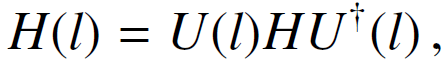 H(l) = U(l)HU†(l) ,